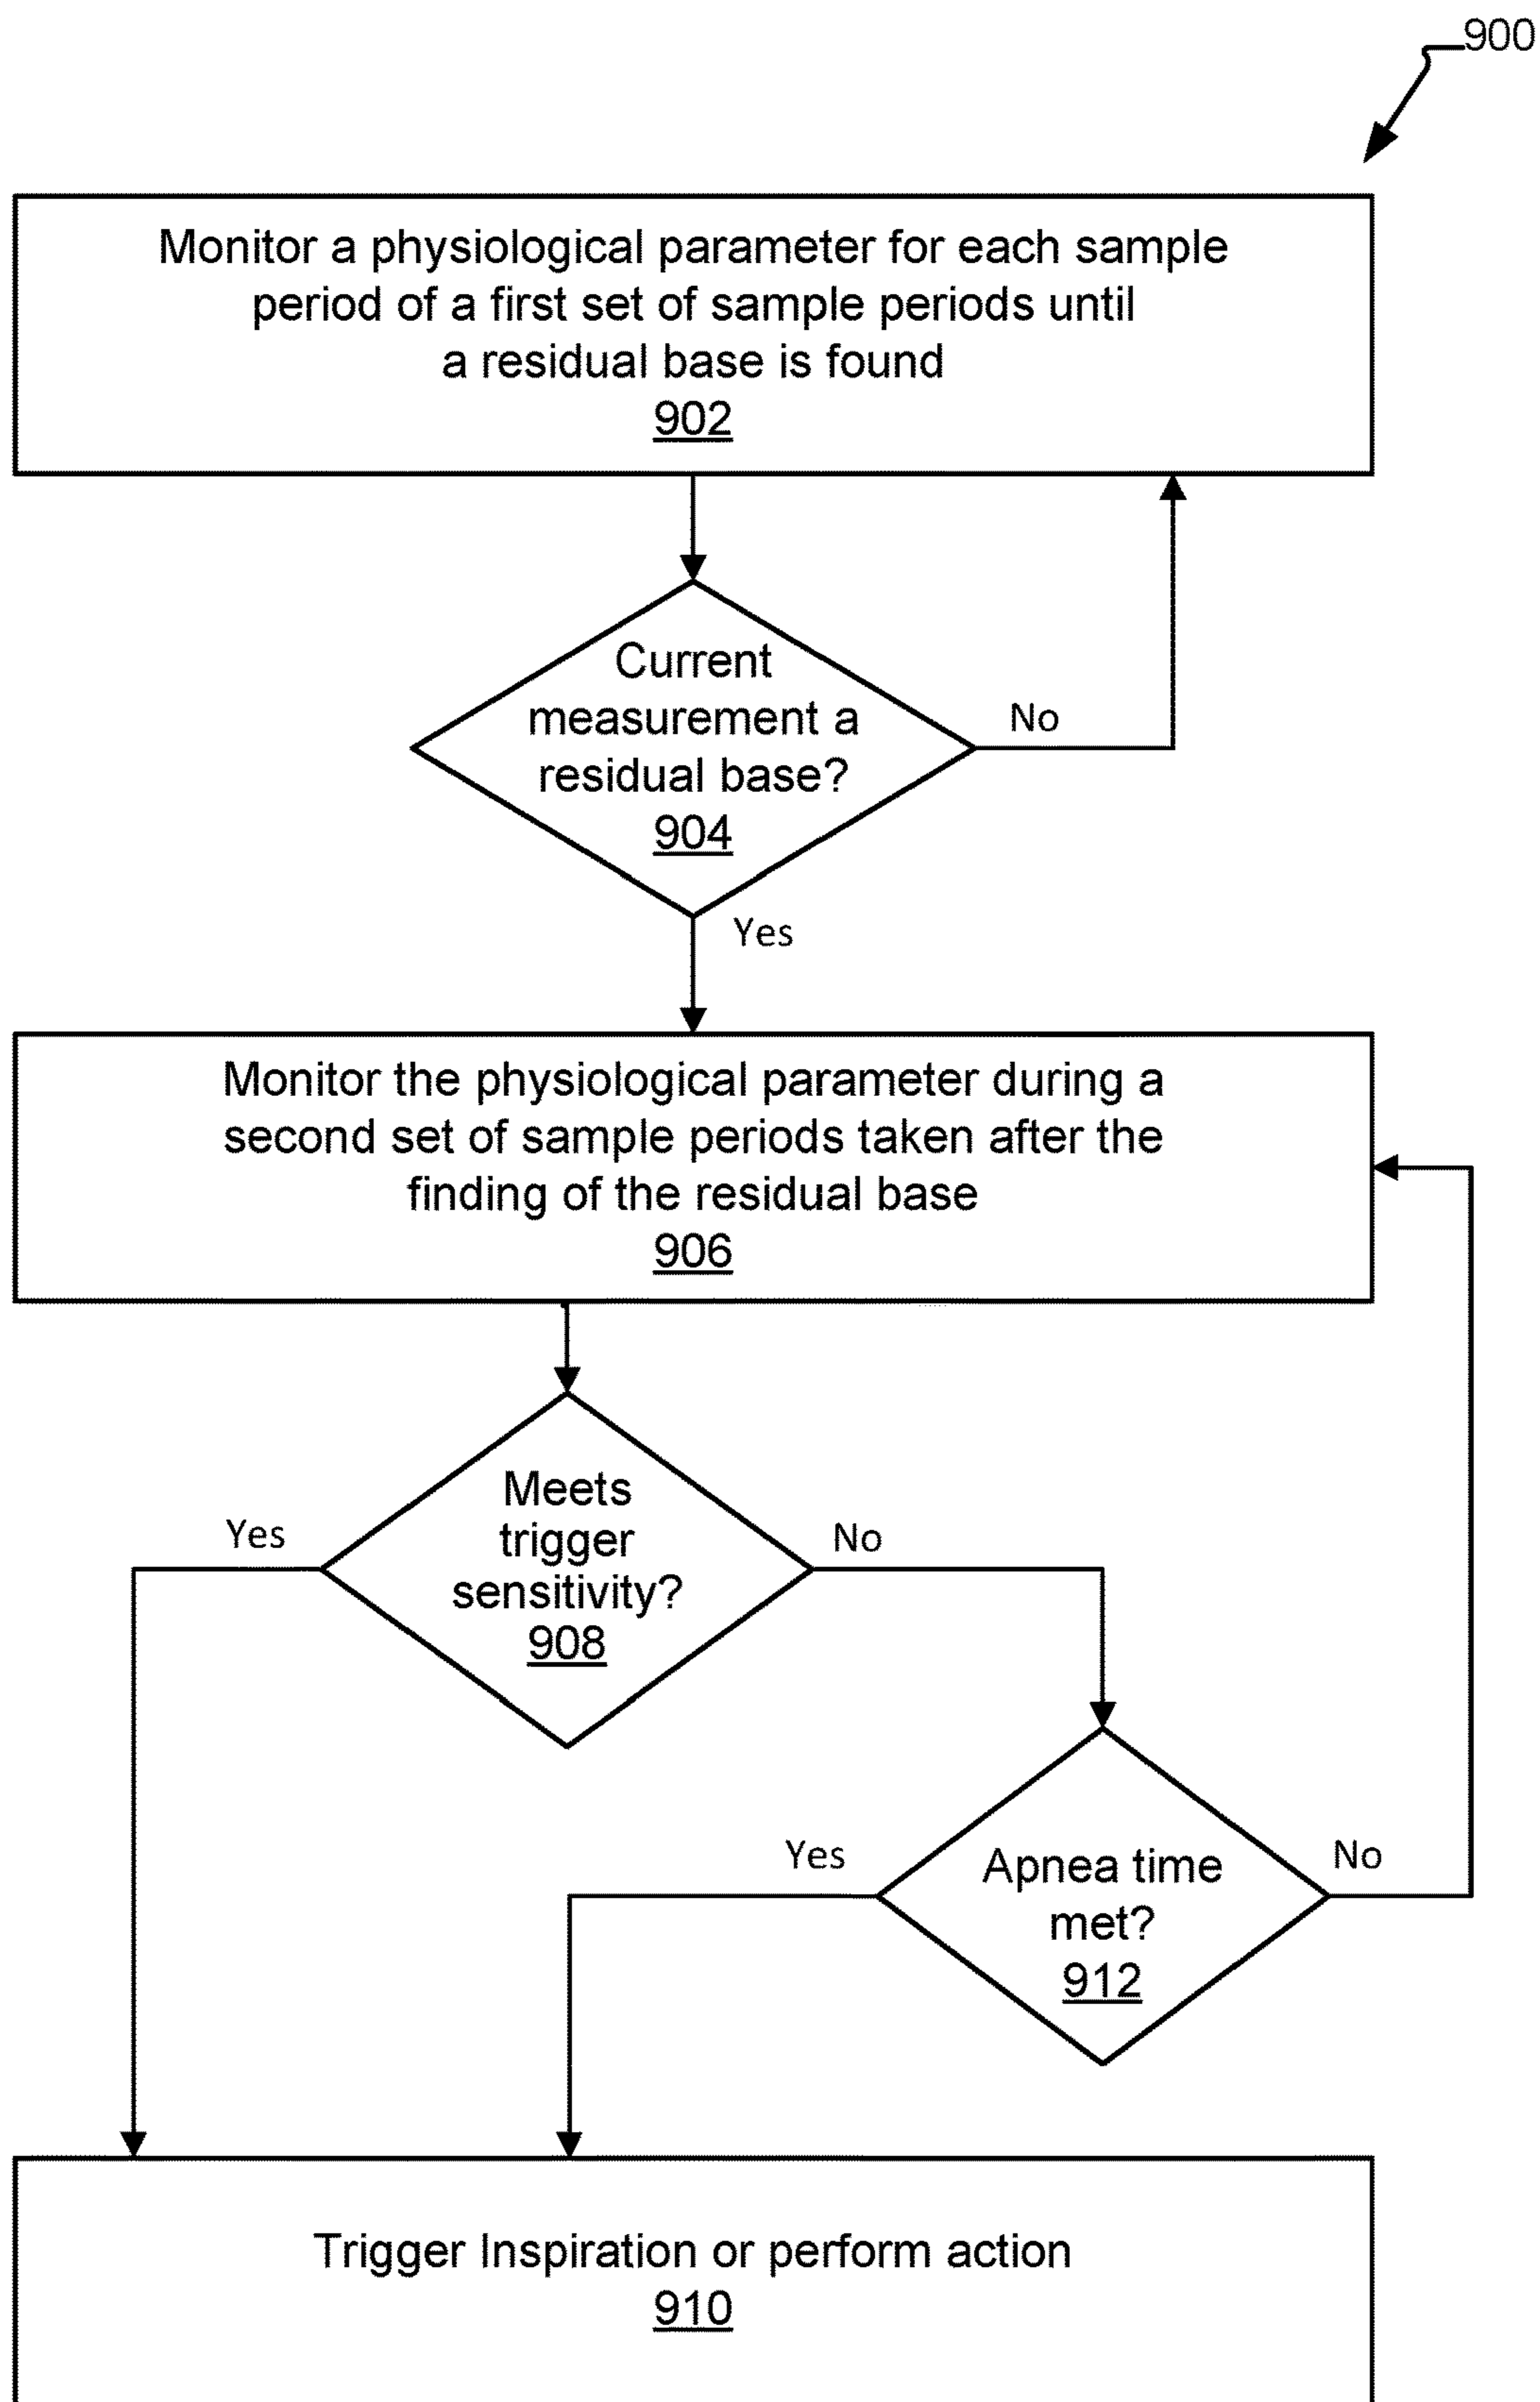 900
Monitor a physiological parameter for each sample
period of a first set of sample periods until
a residual base is found
902
Current
measurement a
residual base?
904
No
Yes
Monitor the physiological parameter during a
second set of sample periods taken after the
finding of the residual base
906
Meets
trigger
sensitivity?
908
Yes
No
Apnea time
met?
912
Yes
No
Trigger Inspiration or perform action
910